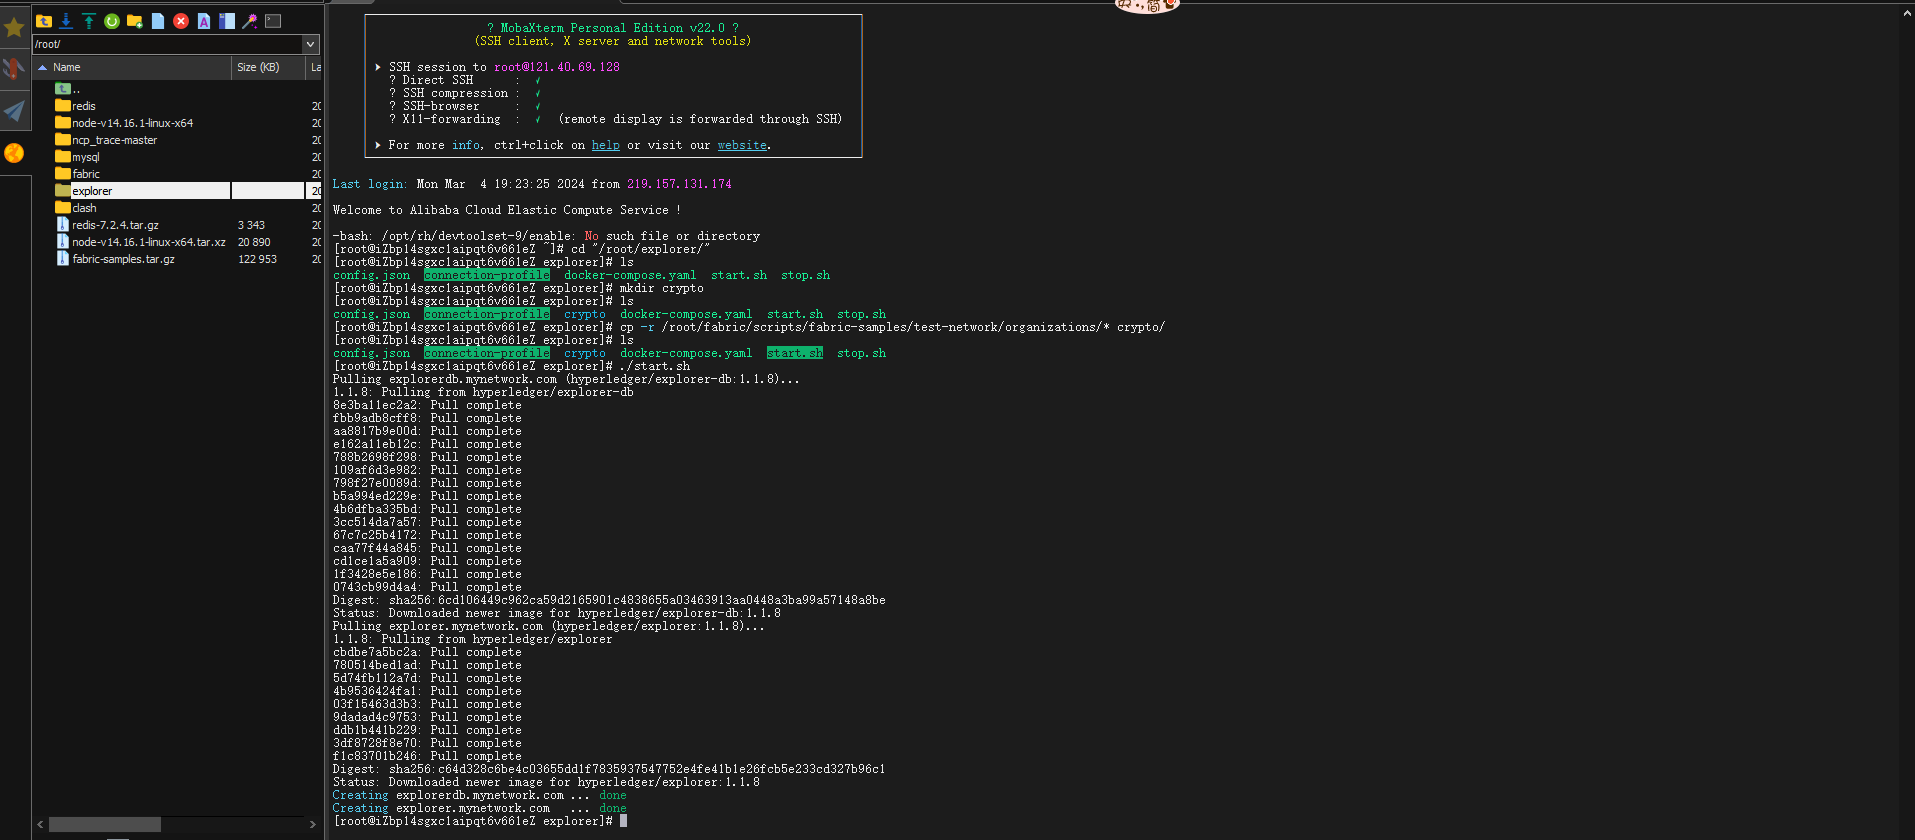 /root/
Name Size (KB) La
..
redis 20
node-v14.16.1-linux-x64 20
ncp_trace-master 20
mysql 20
fabric 20
explorer 20
clash 20
redis-7.2.4.tar.gz 3 343 20
node-v14.16.1-linux-x64.tar.xz 20 890 20
fabric-samples.tar.gz 122 953 20
? MobaXterm Personal Edition v22.0 ?
(SSH client, X server and network tools)
SSH session to root@121.40.69.128
? Direct SSH : √
? SSH compression : √
? SSH-browser : √
? X11-forwarding : √ (remote display is forwarded through SSH)
For more info, ctrl+click on help or visit our website.
Last login: Mon Mar 4 19:23:25 2024 from 219.157.131.174
Welcome to Alibaba Cloud Elastic Compute Service !
-bash: /opt/rh/devtoolset-9/enable: No such file or directory
[root@iZbp14sgxc1aipqt6v661eZ ~]# cd "/root/explorer/"
[root@iZbp14sgxc1aipqt6v661eZ explorer]# ls
config.json connection-profile docker-compose.yaml start.sh stop.sh
[root@iZbp14sgxc1aipqt6v661eZ explorer]# mkdir crypto
[root@iZbp14sgxc1aipqt6v661eZ explorer]# ls
config.json connection-profile crypto docker-compose.yaml start.sh stop.sh
[root@iZbp14sgxc1aipqt6v661eZ explorer]# cp -r /root/fabric/scripts/fabric-samples/test-network/organizations/* crypto/
[root@iZbp14sgxc1aipqt6v661eZ explorer]# ls
config.json connection-profile crypto docker-compose.yaml start.sh stop.sh
[root@iZbp14sgxc1aipqt6v661eZ explorer]# ./start.sh
Pulling explorerdb.mynetwork.com (hyperledger/explorer-db:1.1.8)...
1.1.8: Pulling from hyperledger/explorer-db
8e3ba11ec2a2: Pull complete
fbb9adb8cff8: Pull complete
aa8817b9e00d: Pull complete
e162a11eb12c: Pull complete
788b2698f298: Pull complete
109af6d3e982: Pull complete
798f27e0089d: Pull complete
b5a994ed229e: Pull complete
4b6dfba335bd: Pull complete
3cc514da7a57: Pull complete
67c7c25b4172: Pull complete
caa77f44a845: Pull complete
cd1ce1a5a909: Pull complete
1f3428e5e186: Pull complete
0743cb99d4a4: Pull complete
Digest: sha256:6cd106449c962ca59d2165901c4838655a03463913aa0448a3ba99a57148a8be
Status: Downloaded newer image for hyperledger/explorer-db:1.1.8
Pulling explorer.mynetwork.com (hyperledger/explorer:1.1.8)...
1.1.8: Pulling from hyperledger/explorer
cbdbe7a5bc2a: Pull complete
780514bed1ad: Pull complete
5d74fb112a7d: Pull complete
4b9536424fa1: Pull complete
03f15463d3b3: Pull complete
9dadad4c9753: Pull complete
ddb1b441b229: Pull complete
3df8728f8e70: Pull complete
f1c83701b246: Pull complete
Digest: sha256:c64d328c6be4c03655dd1f7835937547752e4fe41b1e26fcb5e233cd327b96c1
Status: Downloaded newer image for hyperledger/explorer:1.1.8
Creating explorerdb.mynetwork.com ... done
Creating explorer.mynetwork.com ... done
[root@iZbp14sgxc1aipqt6v661eZ explorer]#